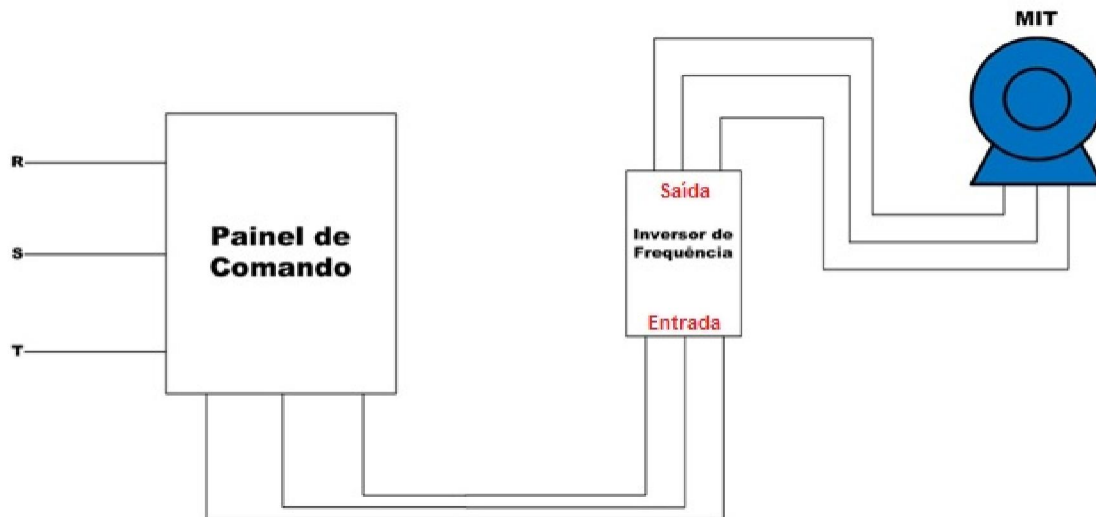 MIT
R
S
T
Painel de
Comando
Saída
Inversor de
Frequência
Entrada